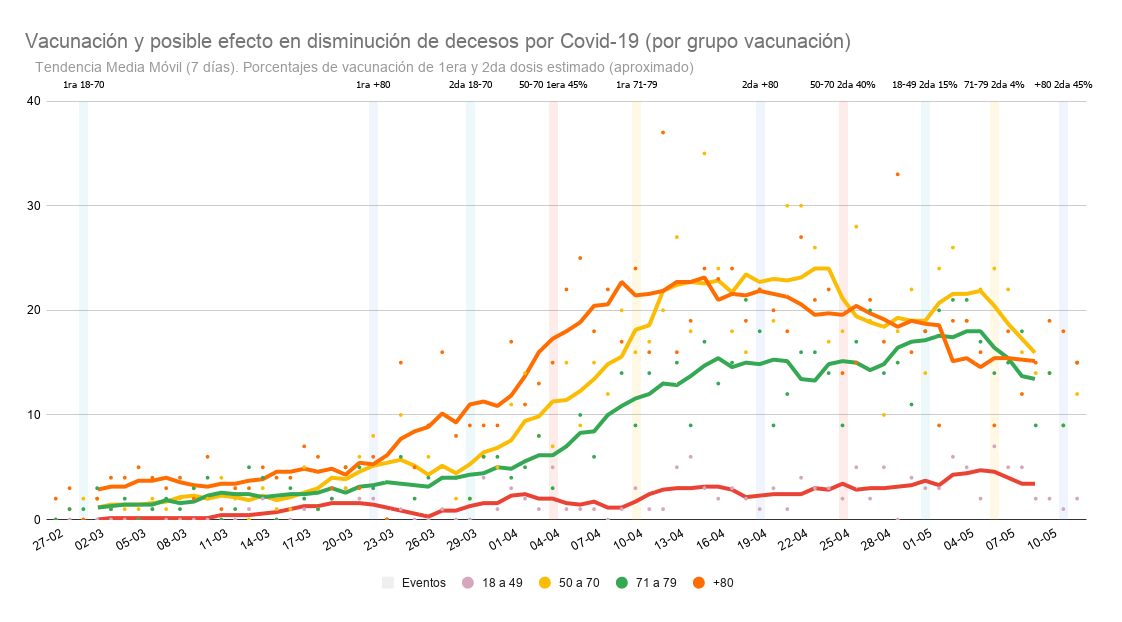 Vacunación y posible efecto en disminución de decesos por Covid-19 (por grupo vacunación)
Tendencia Media Móvil (7 días). Porcentajes de vacunación de 1era y 2da dosis estimado (aproximado)
1ra 18-70 1ra +80 2da 18-70 50-70 1era 45% 1ra 71-79 2da +80 50-70 2da 40% 18-49 2da 15% 71-79 2da 4% +80 2da 45%
40
30
20
10
0
27-02 02-03 05-03 08-03 11-03 14-03 17-03 20-03 23-03 26-03 29-03 01-04 04-04 07-04 10-04 13-04 16-04 19-04 22-04 25-04 28-04 01-05 04-05 07-05 10-05
Eventos 18 a 49 50 a 70 71 a 79 +80